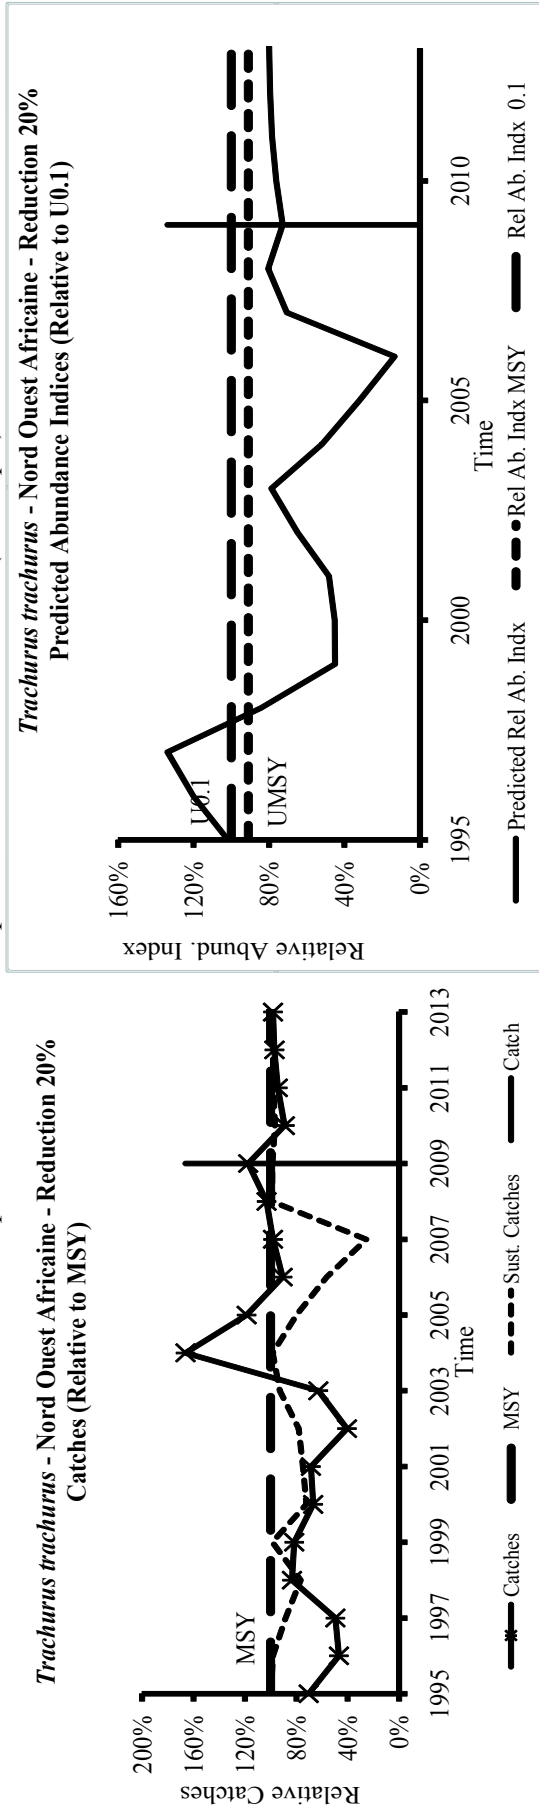 Trachurus trachurus - Nord Ouest Africaine - Reduction 20%
Catches (Relative to MSY)
Relative Catches
200%
160%
120%
80%
40%
0%
MSY
1995
1997
1999
2001
2003
2005
2007
2009
2011
2013
Time
Catches
MSY
Sust. Catches
Catch
Trachurus trachurus - Nord Ouest Africaine - Reduction 20%
Predicted Abundance Indices (Relative to U0.1)
Relative Abund. Index
160%
120%
80%
40%
0%
U0.1
UMSY
1995
2000
2005
2010
Time
Predicted Rel Ab. Indx
Rel Ab. Indx MSY
Rel Ab. Indx 0.1